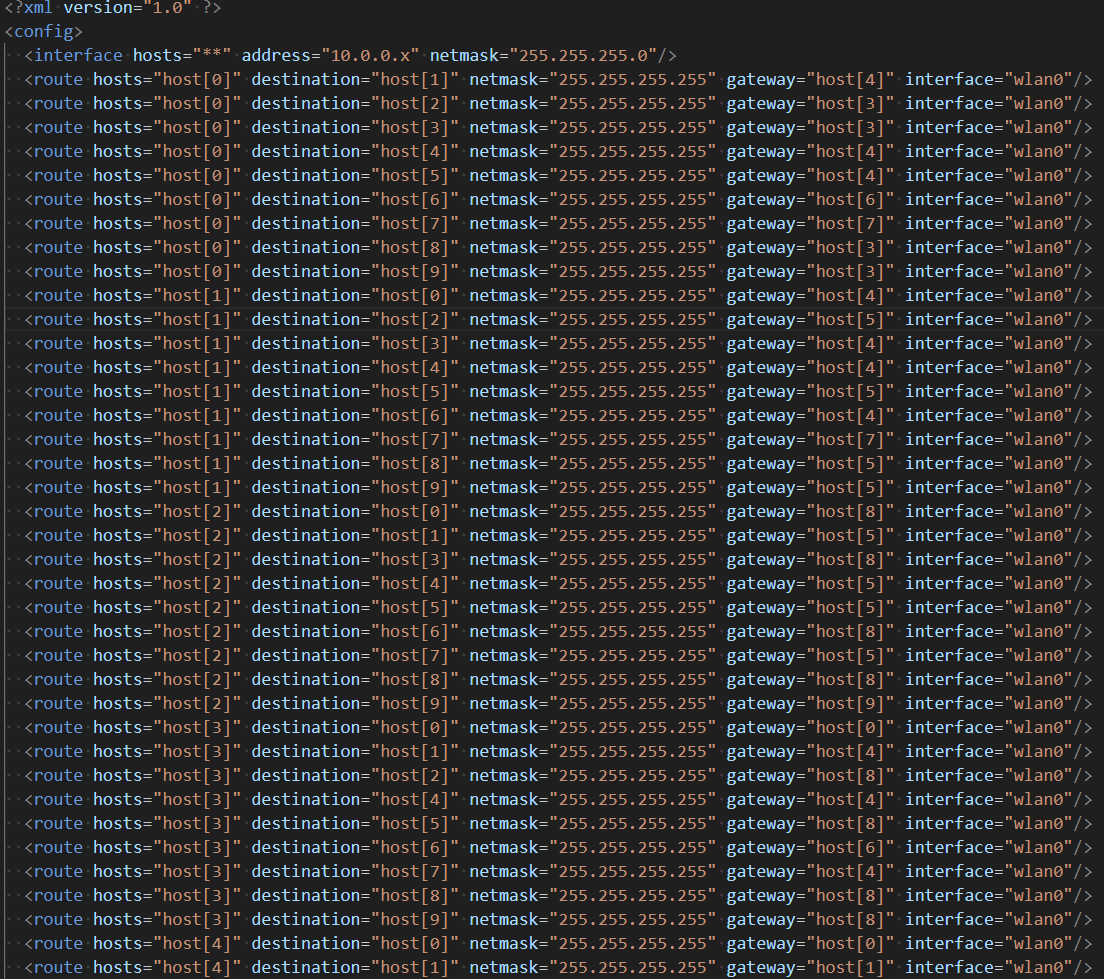 <?xml version="1.0" ?>
<config>
<interface hosts="**" address="10.0.0.x" netmask="255.255.255.0"/>
<route hosts="host[0]" destination="host[1]" netmask="255.255.255.255" gateway="host[4]" interface="wlan0"/>
<route hosts="host[0]" destination="host[2]" netmask="255.255.255.255" gateway="host[3]" interface="wlan0"/>
<route hosts="host[0]" destination="host[3]" netmask="255.255.255.255" gateway="host[3]" interface="wlan0"/>
<route hosts="host[0]" destination="host[4]" netmask="255.255.255.255" gateway="host[4]" interface="wlan0"/>
<route hosts="host[0]" destination="host[5]" netmask="255.255.255.255" gateway="host[4]" interface="wlan0"/>
<route hosts="host[0]" destination="host[6]" netmask="255.255.255.255" gateway="host[6]" interface="wlan0"/>
<route hosts="host[0]" destination="host[7]" netmask="255.255.255.255" gateway="host[7]" interface="wlan0"/>
<route hosts="host[0]" destination="host[8]" netmask="255.255.255.255" gateway="host[3]" interface="wlan0"/>
<route hosts="host[0]" destination="host[9]" netmask="255.255.255.255" gateway="host[3]" interface="wlan0"/>
<route hosts="host[1]" destination="host[0]" netmask="255.255.255.255" gateway="host[4]" interface="wlan0"/>
<route hosts="host[1]" destination="host[2]" netmask="255.255.255.255" gateway="host[5]" interface="wlan0"/>
<route hosts="host[1]" destination="host[3]" netmask="255.255.255.255" gateway="host[4]" interface="wlan0"/>
<route hosts="host[1]" destination="host[4]" netmask="255.255.255.255" gateway="host[4]" interface="wlan0"/>
<route hosts="host[1]" destination="host[5]" netmask="255.255.255.255" gateway="host[5]" interface="wlan0"/>
<route hosts="host[1]" destination="host[6]" netmask="255.255.255.255" gateway="host[4]" interface="wlan0"/>
<route hosts="host[1]" destination="host[7]" netmask="255.255.255.255" gateway="host[7]" interface="wlan0"/>
<route hosts="host[1]" destination="host[8]" netmask="255.255.255.255" gateway="host[5]" interface="wlan0"/>
<route hosts="host[1]" destination="host[9]" netmask="255.255.255.255" gateway="host[5]" interface="wlan0"/>
<route hosts="host[2]" destination="host[0]" netmask="255.255.255.255" gateway="host[8]" interface="wlan0"/>
<route hosts="host[2]" destination="host[1]" netmask="255.255.255.255" gateway="host[5]" interface="wlan0"/>
<route hosts="host[2]" destination="host[3]" netmask="255.255.255.255" gateway="host[8]" interface="wlan0"/>
<route hosts="host[2]" destination="host[4]" netmask="255.255.255.255" gateway="host[5]" interface="wlan0"/>
<route hosts="host[2]" destination="host[5]" netmask="255.255.255.255" gateway="host[5]" interface="wlan0"/>
<route hosts="host[2]" destination="host[6]" netmask="255.255.255.255" gateway="host[8]" interface="wlan0"/>
<route hosts="host[2]" destination="host[7]" netmask="255.255.255.255" gateway="host[5]" interface="wlan0"/>
<route hosts="host[2]" destination="host[8]" netmask="255.255.255.255" gateway="host[8]" interface="wlan0"/>
<route hosts="host[2]" destination="host[9]" netmask="255.255.255.255" gateway="host[9]" interface="wlan0"/>
<route hosts="host[3]" destination="host[0]" netmask="255.255.255.255" gateway="host[0]" interface="wlan0"/>
<route hosts="host[3]" destination="host[1]" netmask="255.255.255.255" gateway="host[4]" interface="wlan0"/>
<route hosts="host[3]" destination="host[2]" netmask="255.255.255.255" gateway="host[8]" interface="wlan0"/>
<route hosts="host[3]" destination="host[4]" netmask="255.255.255.255" gateway="host[4]" interface="wlan0"/>
<route hosts="host[3]" destination="host[5]" netmask="255.255.255.255" gateway="host[8]" interface="wlan0"/>
<route hosts="host[3]" destination="host[6]" netmask="255.255.255.255" gateway="host[6]" interface="wlan0"/>
<route hosts="host[3]" destination="host[7]" netmask="255.255.255.255" gateway="host[4]" interface="wlan0"/>
<route hosts="host[3]" destination="host[8]" netmask="255.255.255.255" gateway="host[8]" interface="wlan0"/>
<route hosts="host[3]" destination="host[9]" netmask="255.255.255.255" gateway="host[8]" interface="wlan0"/>
<route hosts="host[4]" destination="host[0]" netmask="255.255.255.255" gateway="host[0]" interface="wlan0"/>
<route hosts="host[4]" destination="host[1]" netmask="255.255.255.255" gateway="host[1]" interface="wlan0"/>